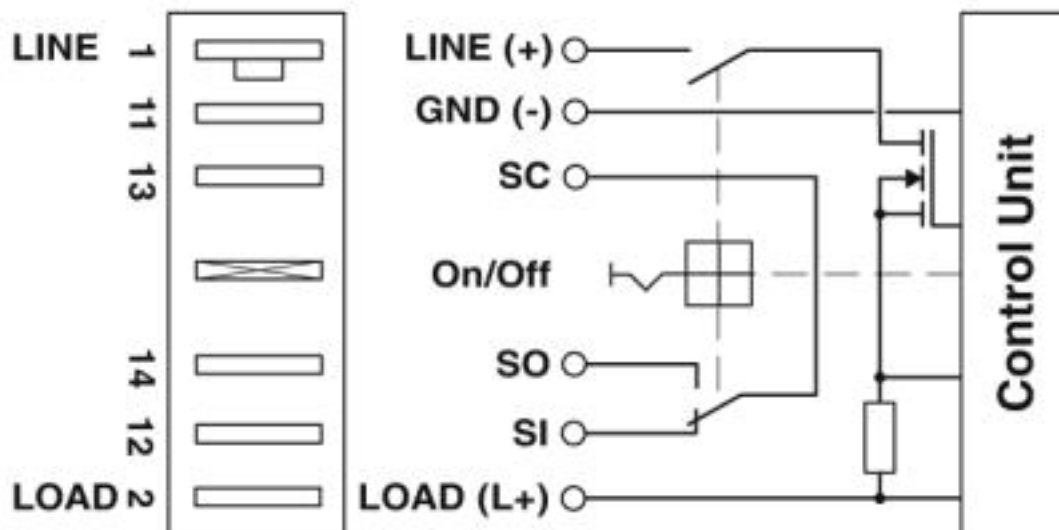 LINE 1 LINE (+)
11 GND (-)
13 SC
On/Off
14 SO
12 SI
LOAD 2 LOAD (L+)
Control Unit